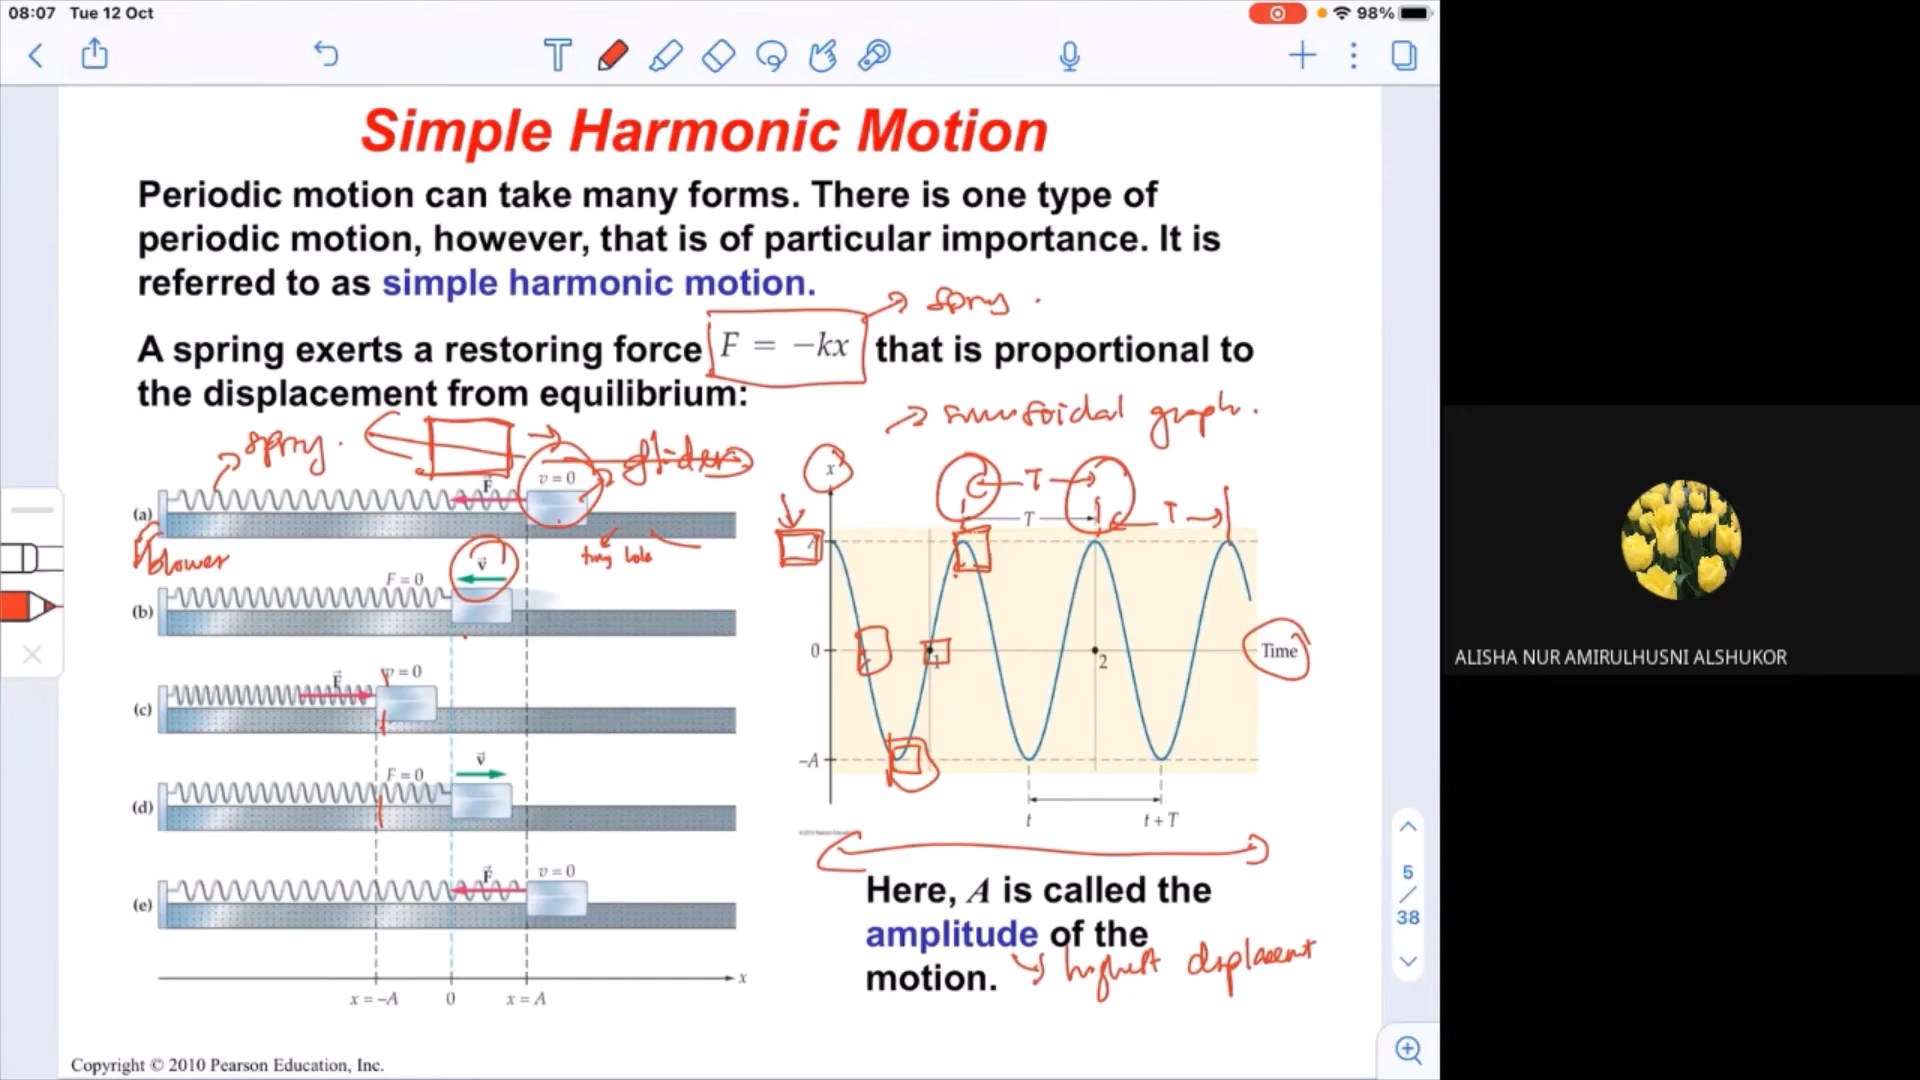 08:07 Tue 12 Oct
98%
Simple Harmonic Motion
Periodic motion can take many forms. There is one type of
periodic motion, however, that is of particular importance. It is
referred to as simple harmonic motion.
A spring exerts a restoring force F = −kx that is proportional to
the displacement from equilibrium:
glider
v = 0
F
(a)
blower
tiny hole
F = 0
v
(b)
F
v = 0
(c)
F = 0
v
(d)
F
v = 0
(e)
x
x = −A
0
x = A
graph.
x
T
T
T
A
0
1
2
Time
−A
t
t + T
Here, A is called the
amplitude of the
motion.
highest displacement
Copyright © 2010 Pearson Education, Inc.
5
/
38
ALISHA NUR AMIRULHUSNI ALSHUKOR